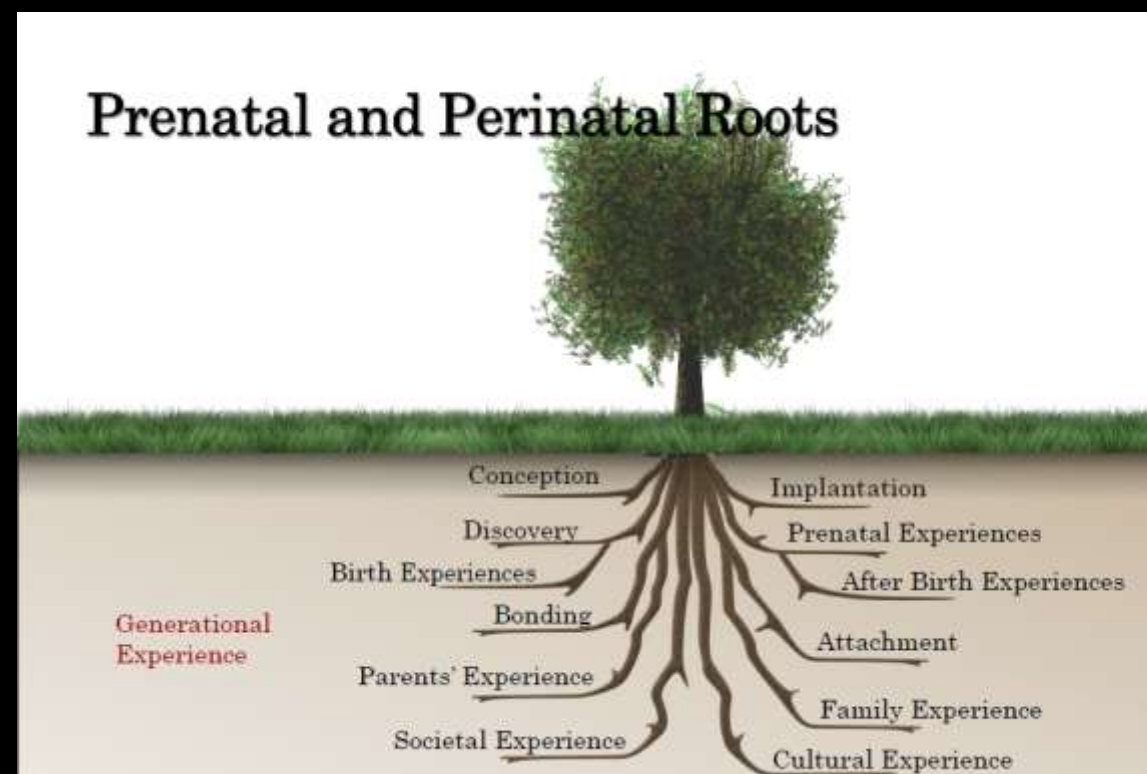 Prenatal and Perinatal Roots
Conception
Implantation
Discovery
Prenatal Experiences
Birth Experiences
After Birth Experiences
Bonding
Generational
Experience
Attachment
Parents' Experience
Family Experience
Societal Experience
Cultural Experience